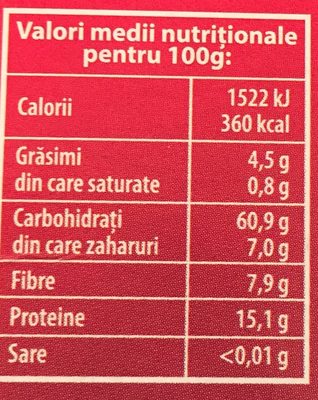 Valori medii nutriționale
pentru 100g:
Calorii 1522 kJ
360 kcal
Grăsimi 4,5 g
din care saturate 0,8 g
Carbohidrați 60,9 g
din care zaharuri 7,0 g
Fibre 7,9 g
Proteine 15,1 g
Sare <0,01 g